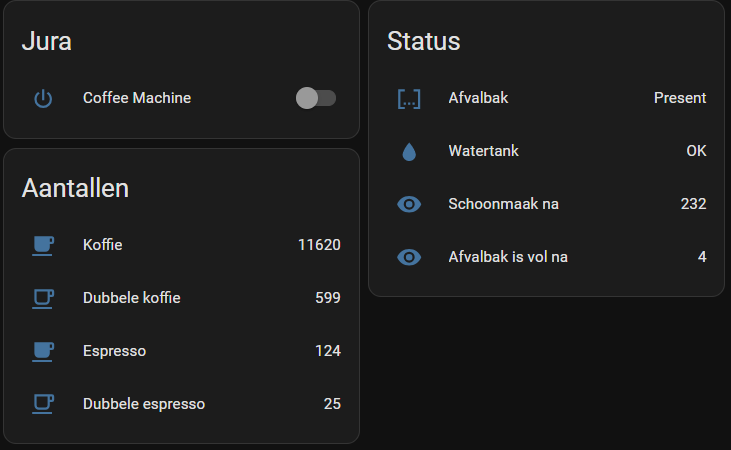 Jura
Coffee Machine
Aantallen
Koffie 11620
Dubbele koffie 599
Espresso 124
Dubbele espresso 25
Status
Afvalbak Present
Watertank OK
Schoonmaak na 232
Afvalbak is vol na 4